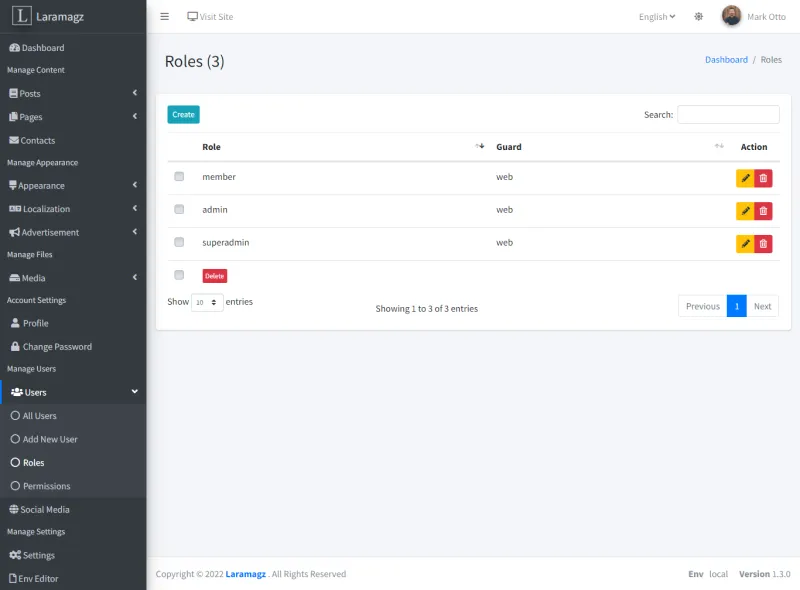 L Laramagz
Visit Site
English
Mark Otto
Dashboard
Manage Content
Posts
Pages
Contacts
Manage Appearance
Appearance
Localization
Advertisement
Manage Files
Media
Account Settings
Profile
Change Password
Manage Users
Users
All Users
Add New User
Roles
Permissions
Social Media
Manage Settings
Settings
Env Editor
Roles (3)
Dashboard / Roles
Create
Search:
Role Guard Action
member web
admin web
superadmin web
Delete
Show 10 entries
Showing 1 to 3 of 3 entries
Previous 1 Next
Copyright © 2022 Laramagz . All Rights Reserved
Env local Version 1.3.0